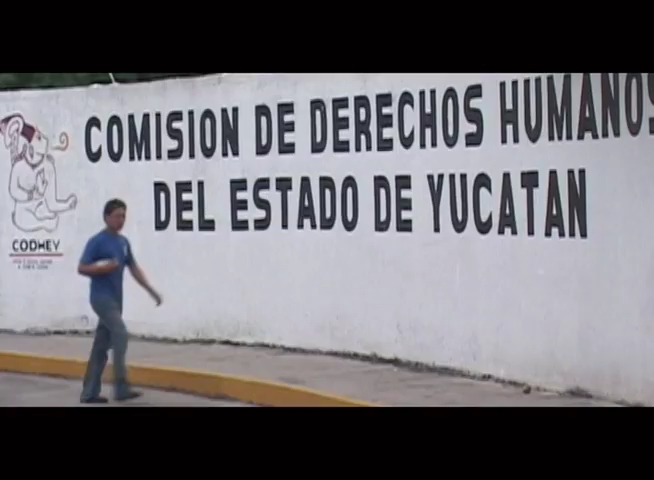 COMISION DE DERECHOS HUMANOS
DEL ESTADO DE YUCATAN
CODHEY